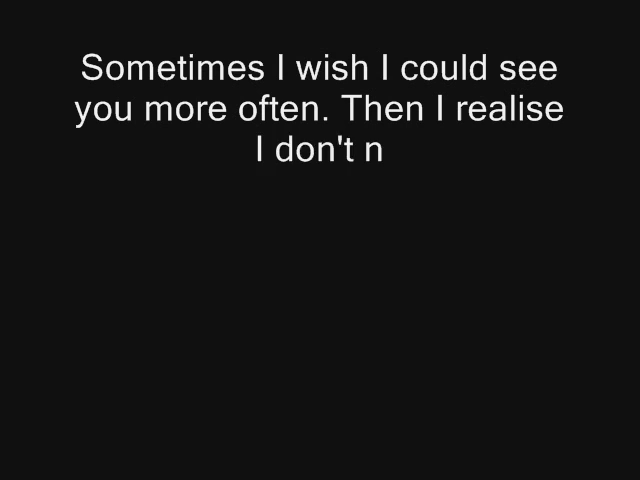 Sometimes I wish I could see
you more often. Then I realise
I don't n